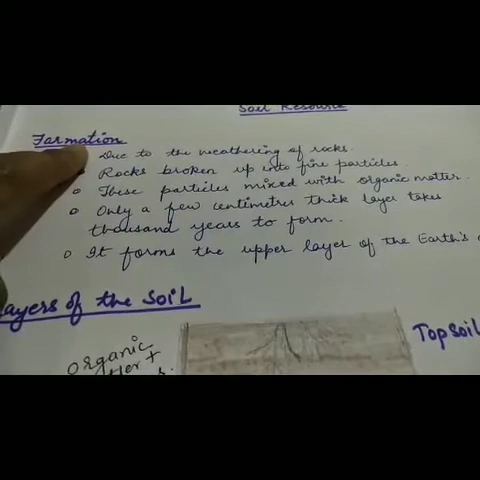 Soil Resource
Formation
Due to the weathering of rocks.
Rocks broken up into fine particles.
These particles mixed with organic matter.
Only a few centimetres thick layer takes
thousand years to form.
It forms the upper layer of the Earth's
Layers of the Soil
Organic
Topsoil